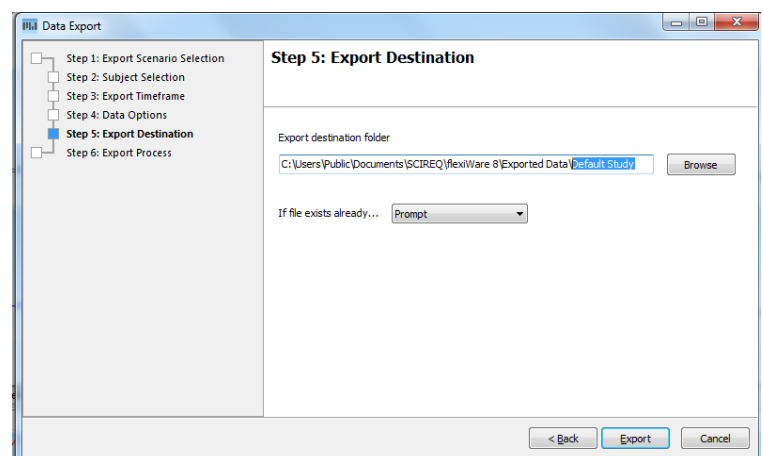 Data Export
Step 1: Export Scenario Selection
Step 2: Subject Selection
Step 3: Export Timeframe
Step 4: Data Options
Step 5: Export Destination
Step 6: Export Process
Step 5: Export Destination
Export destination folder
C:\Users\Public\Documents\SCIREQ\flexiWare 8\Exported Data\Default Study
Browse
If file exists already...
Prompt
< Back
Export
Cancel